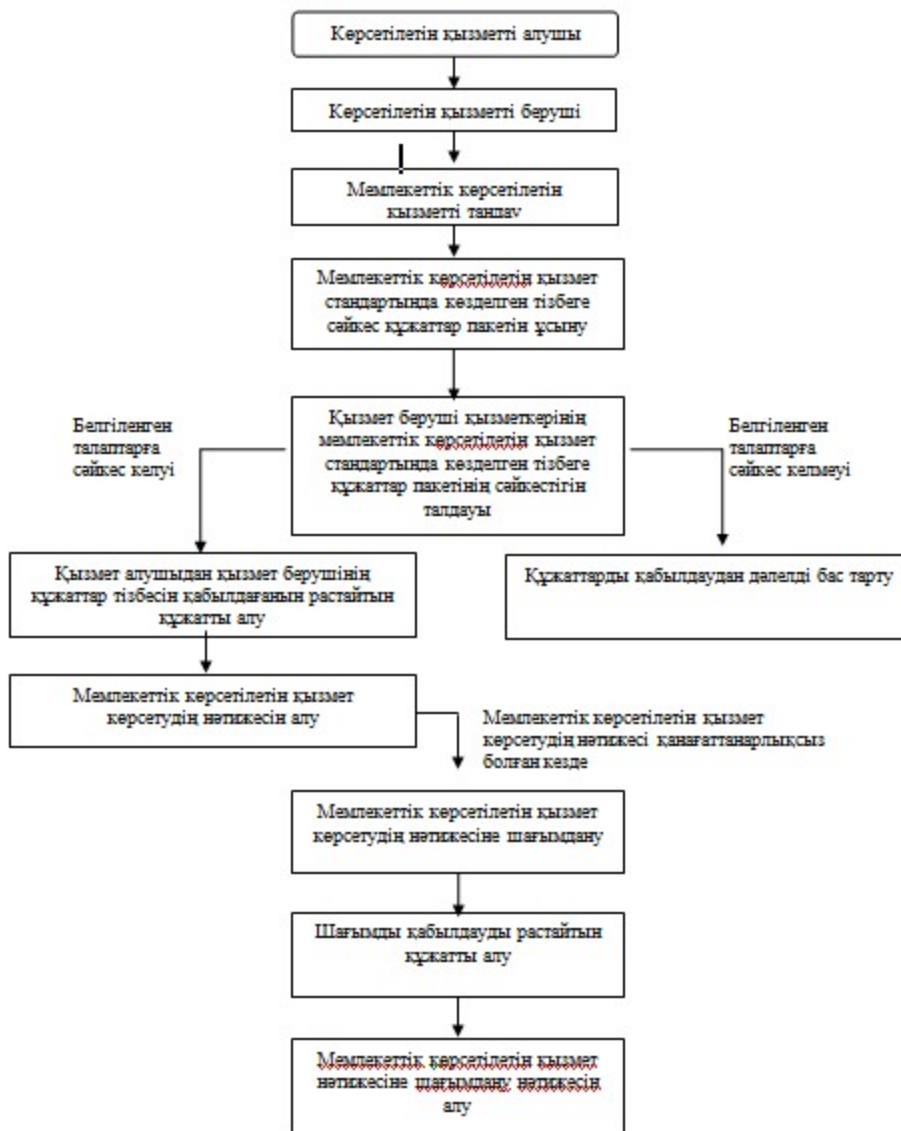 Көрсетілетін қызметті алушы
Көрсетілетін қызметті беруші
Мемлекеттік көрсетілетін
қызметті таңдау
Мемлекеттік көрсетілетін қызмет
стандартында көзделген тізбеге
сәйкес құжаттар пакетін ұсыну
Қызмет беруші қызметкерінің
мемлекеттік көрсетілетін қызмет
стандартында көзделген тізбеге
құжаттар пакетінің сәйкестігін
талдауы
Белгіленген
талаптарға
сәйкес келуі
Белгіленген
талаптарға
сәйкес келмеуі
Қызмет алушыдан қызмет берушінің
құжаттар тізбесін қабылдағанын растайтын
құжатты алу
Құжаттарды қабылдаудан дәлелді бас тарту
Мемлекеттік көрсетілетін қызмет
көрсетудің нәтижесін алу
Мемлекеттік көрсетілетін қызмет
көрсетудің нәтижесі қанағаттанарлықсыз
болған кезде
Мемлекеттік көрсетілетін қызмет
көрсетудің нәтижесіне шағымдану
Шағымды қабылдауды растайтын
құжатты алу
Мемлекеттік көрсетілетін қызмет
нәтижесіне шағымдану нәтижесін
алу